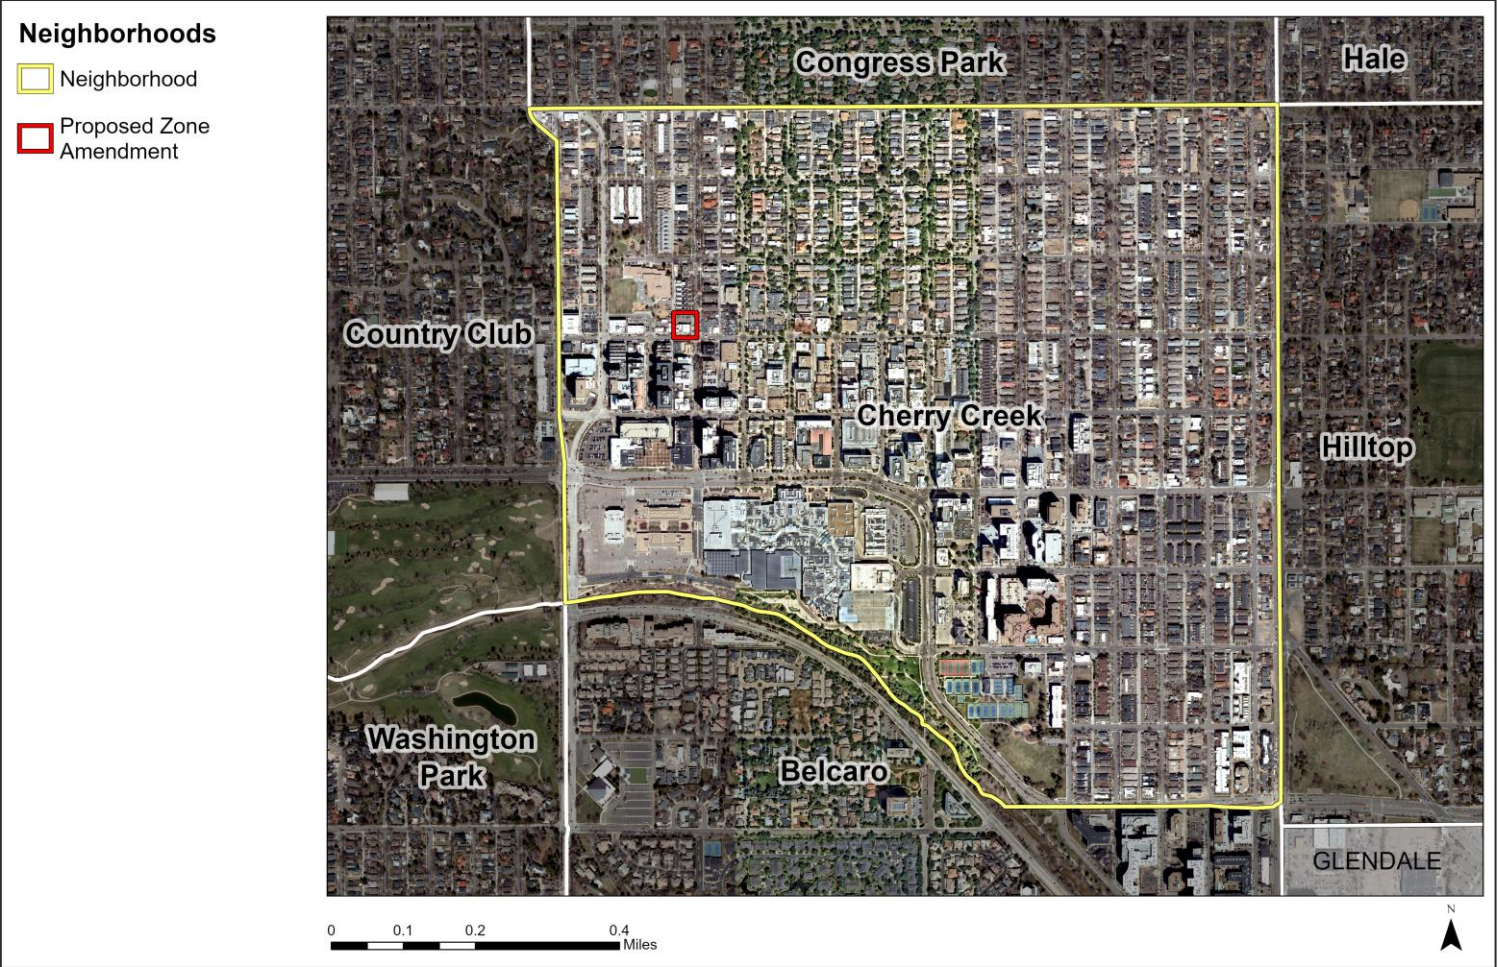 Neighborhoods
Neighborhood
Proposed Zone
Amendment
Congress Park
Hale
Country Club
Cherry Creek
Hilltop
Washington
Park
Belcaro
GLENDALE
0 0.1 0.2 0.4
Miles
N